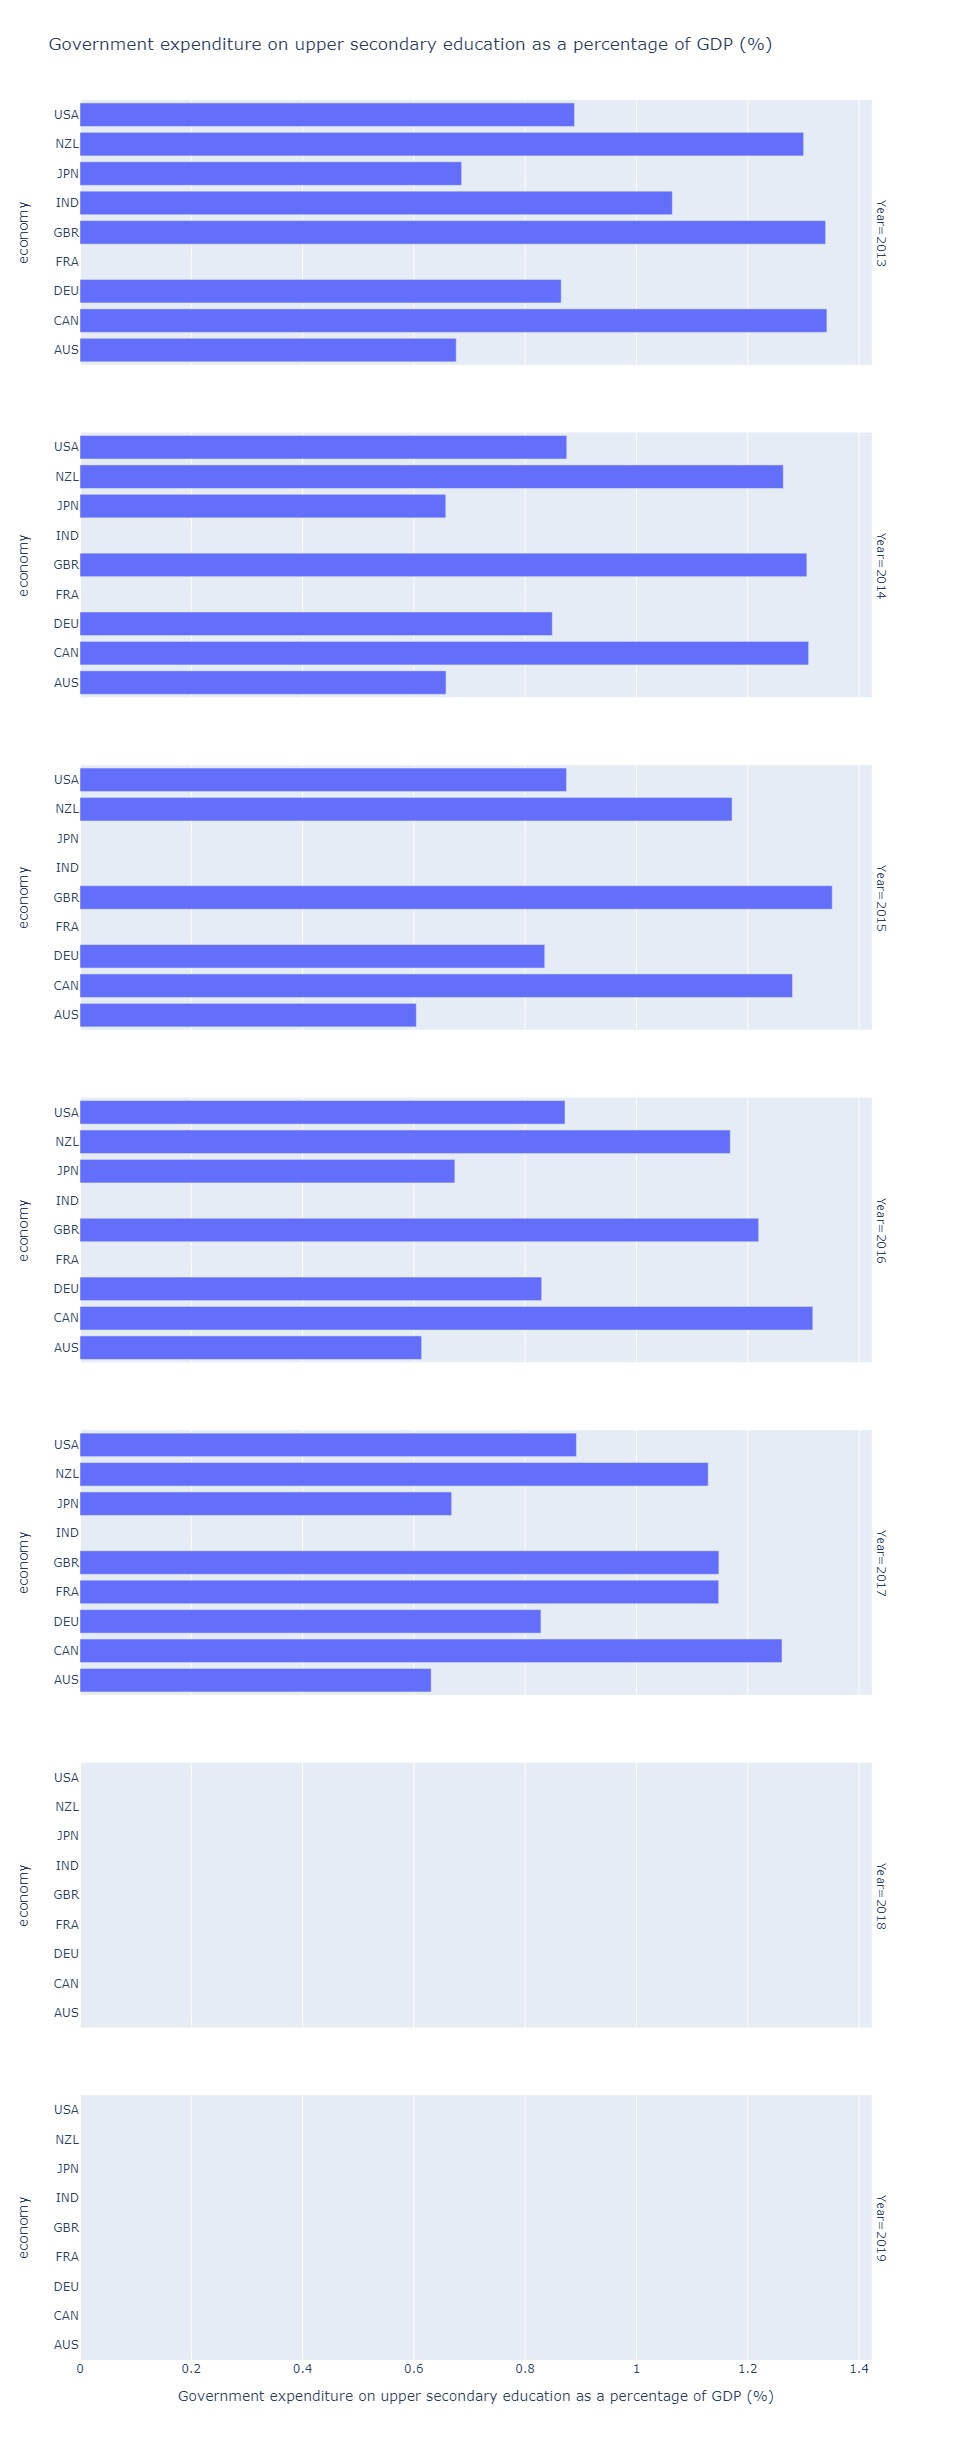 Government expenditure on upper secondary education as a percentage of GDP (%)
USA
NZL
JPN
IND
GBR
FRA
DEU
CAN
AUS
economy
Year=2013
USA
NZL
JPN
IND
GBR
FRA
DEU
CAN
AUS
economy
Year=2014
USA
NZL
JPN
IND
GBR
FRA
DEU
CAN
AUS
economy
Year=2015
USA
NZL
JPN
IND
GBR
FRA
DEU
CAN
AUS
economy
Year=2016
USA
NZL
JPN
IND
GBR
FRA
DEU
CAN
AUS
economy
Year=2017
USA
NZL
JPN
IND
GBR
FRA
DEU
CAN
AUS
economy
Year=2018
USA
NZL
JPN
IND
GBR
FRA
DEU
CAN
AUS
economy
Year=2019
0 0.2 0.4 0.6 0.8 1 1.2 1.4
Government expenditure on upper secondary education as a percentage of GDP (%)